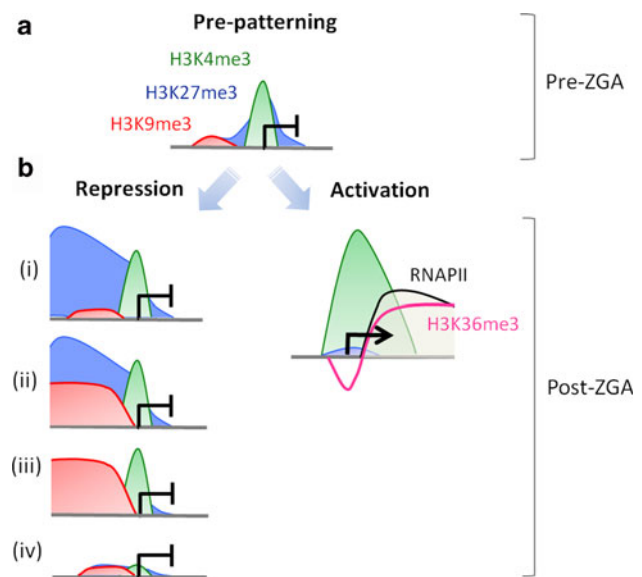 a
Pre-patterning
H3K4me3
H3K27me3
H3K9me3
Pre-ZGA
b
Repression
Activation
(i)
RNAPII
H3K36me3
(ii)
Post-ZGA
(iii)
(iv)